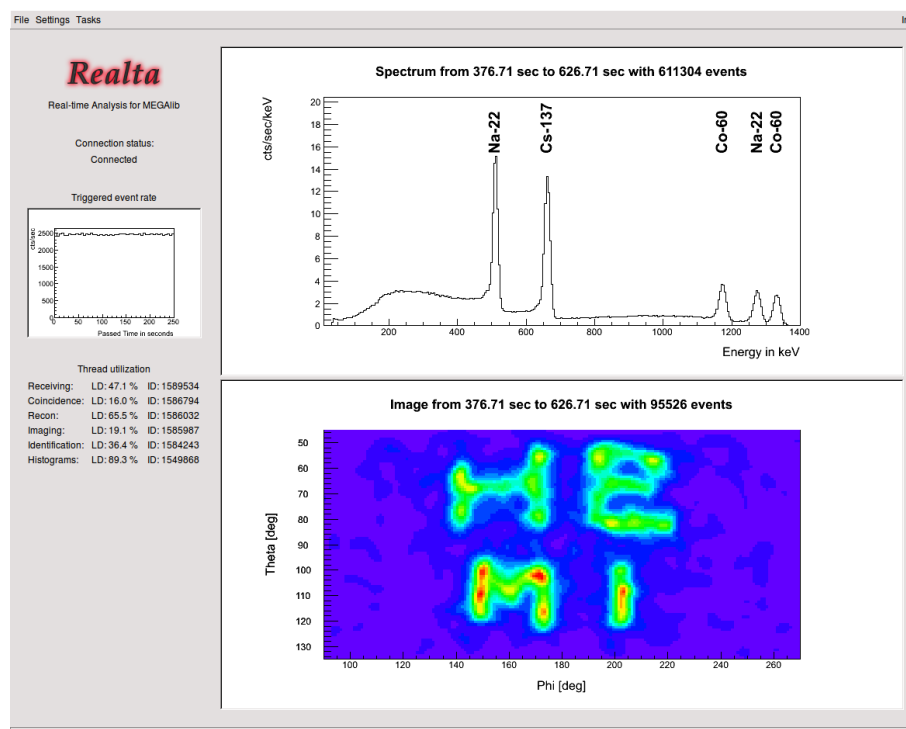 File Settings Tasks
Realta
Real-time Analysis for MEGAlib
Connection status:
Connected
Triggered event rate
cts/sec
2500
2000
1500
1000
500
0
0 50 100 150 200 250
Passed Time in seconds
Thread utilization
Receiving: LD: 47.1 % ID: 1589534
Coincidence: LD: 16.0 % ID: 1586794
Recon: LD: 65.5 % ID: 1586032
Imaging: LD: 19.1 % ID: 1585987
Identification: LD: 36.4 % ID: 1584243
Histograms: LD: 89.3 % ID: 1549868
Spectrum from 376.71 sec to 626.71 sec with 611304 events
cts/sec/keV
20
18
16
14
12
10
8
6
4
2
0
Na-22 Cs-137 Co-60 Na-22 Co-60
200 400 600 800 1000 1200 1400
Energy in keV
Image from 376.71 sec to 626.71 sec with 95526 events
Theta [deg]
50
60
70
80
90
100
110
120
130
HE
MI
100 120 140 160 180 200 220 240 260
Phi [deg]